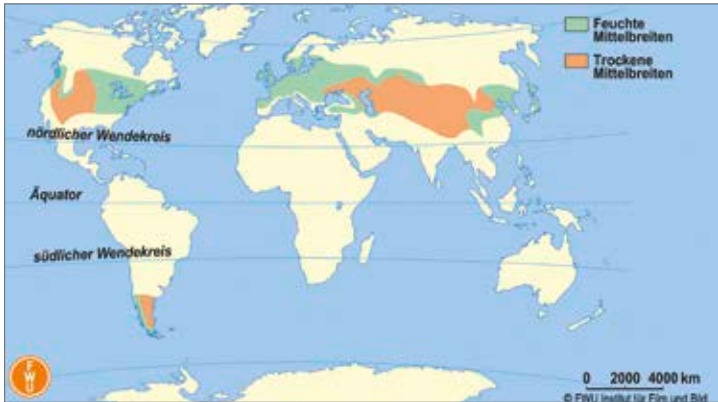 Feuchte
Mittelbreiten
Trockene
Mittelbreiten
nördlicher Wendekreis
Äquator
südlicher Wendekreis
FWU
0 2000 4000 km
© FWU Institut für Film und Bild